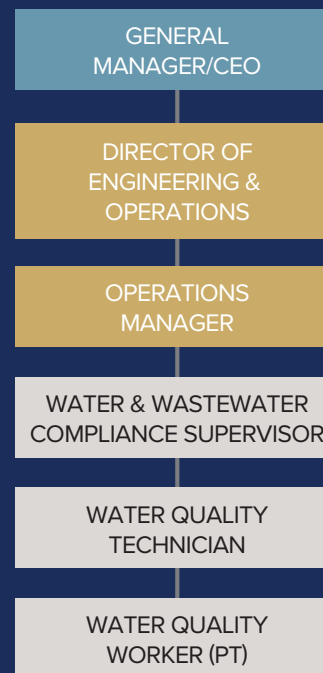 GENERAL
MANAGER/CEO
DIRECTOR OF
ENGINEERING &
OPERATIONS
OPERATIONS
MANAGER
WATER & WASTEWATER
COMPLIANCE SUPERVISOR
WATER QUALITY
TECHNICIAN
WATER QUALITY
WORKER (PT)